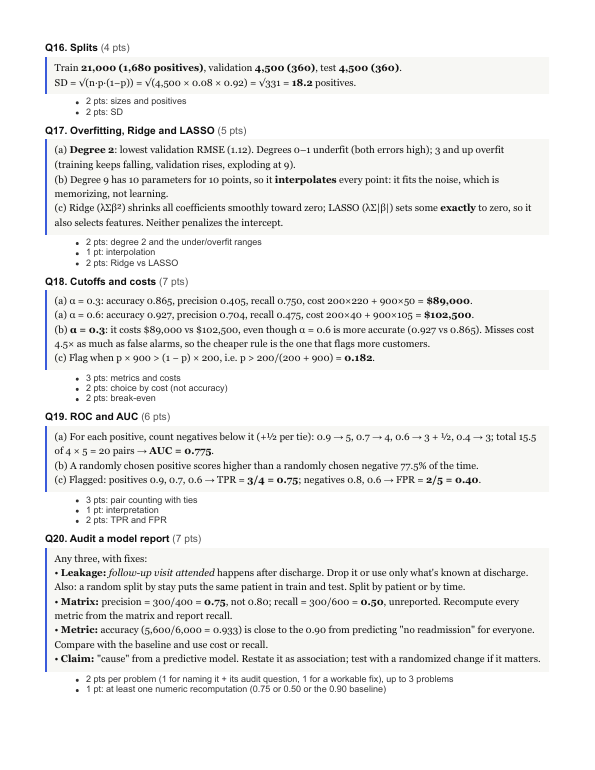 Q16. Splits (4 pts)
Train 21,000 (1,680 positives), validation 4,500 (360), test 4,500 (360).
SD = √(n·p·(1−p)) = √(4,500 × 0.08 × 0.92) = √331 = 18.2 positives.
• 2 pts: sizes and positives
• 2 pts: SD
Q17. Overfitting, Ridge and LASSO (5 pts)
(a) Degree 2: lowest validation RMSE (1.12). Degrees 0–1 underfit (both errors high); 3 and up overfit
(training keeps falling, validation rises, exploding at 9).
(b) Degree 9 has 10 parameters for 10 points, so it interpolates every point: it fits the noise, which is
memorizing, not learning.
(c) Ridge (λΣβ²) shrinks all coefficients smoothly toward zero; LASSO (λΣ|β|) sets some exactly to zero, so it
also selects features. Neither penalizes the intercept.
• 2 pts: degree 2 and the under/overfit ranges
• 1 pt: interpolation
• 2 pts: Ridge vs LASSO
Q18. Cutoffs and costs (7 pts)
(a) α = 0.3: accuracy 0.865, precision 0.405, recall 0.750, cost 200×220 + 900×50 = $89,000.
(a) α = 0.6: accuracy 0.927, precision 0.704, recall 0.475, cost 200×40 + 900×105 = $102,500.
(b) α = 0.3: it costs $89,000 vs $102,500, even though α = 0.6 is more accurate (0.927 vs 0.865). Misses cost
4.5× as much as false alarms, so the cheaper rule is the one that flags more customers.
(c) Flag when p × 900 > (1 − p) × 200, i.e. p > 200/(200 + 900) = 0.182.
• 3 pts: metrics and costs
• 2 pts: choice by cost (not accuracy)
• 2 pts: break-even
Q19. ROC and AUC (6 pts)
(a) For each positive, count negatives below it (+½ per tie): 0.9 → 5, 0.7 → 4, 0.6 → 3 + ½, 0.4 → 3; total 15.5
of 4 × 5 = 20 pairs → AUC = 0.775.
(b) A randomly chosen positive scores higher than a randomly chosen negative 77.5% of the time.
(c) Flagged: positives 0.9, 0.7, 0.6 → TPR = 3/4 = 0.75; negatives 0.8, 0.6 → FPR = 2/5 = 0.40.
• 3 pts: pair counting with ties
• 1 pt: interpretation
• 2 pts: TPR and FPR
Q20. Audit a model report (7 pts)
Any three, with fixes:
• Leakage: follow-up visit attended happens after discharge. Drop it or use only what's known at discharge.
Also: a random split by stay puts the same patient in train and test. Split by patient or by time.
• Matrix: precision = 300/400 = 0.75, not 0.80; recall = 300/600 = 0.50, unreported. Recompute every
metric from the matrix and report recall.
• Metric: accuracy (5,600/6,000 = 0.933) is close to the 0.90 from predicting "no readmission" for everyone.
Compare with the baseline and use cost or recall.
• Claim: "cause" from a predictive model. Restate it as association; test with a randomized change if it matters.
• 2 pts per problem (1 for naming it + its audit question, 1 for a workable fix), up to 3 problems
• 1 pt: at least one numeric recomputation (0.75 or 0.50 or the 0.90 baseline)